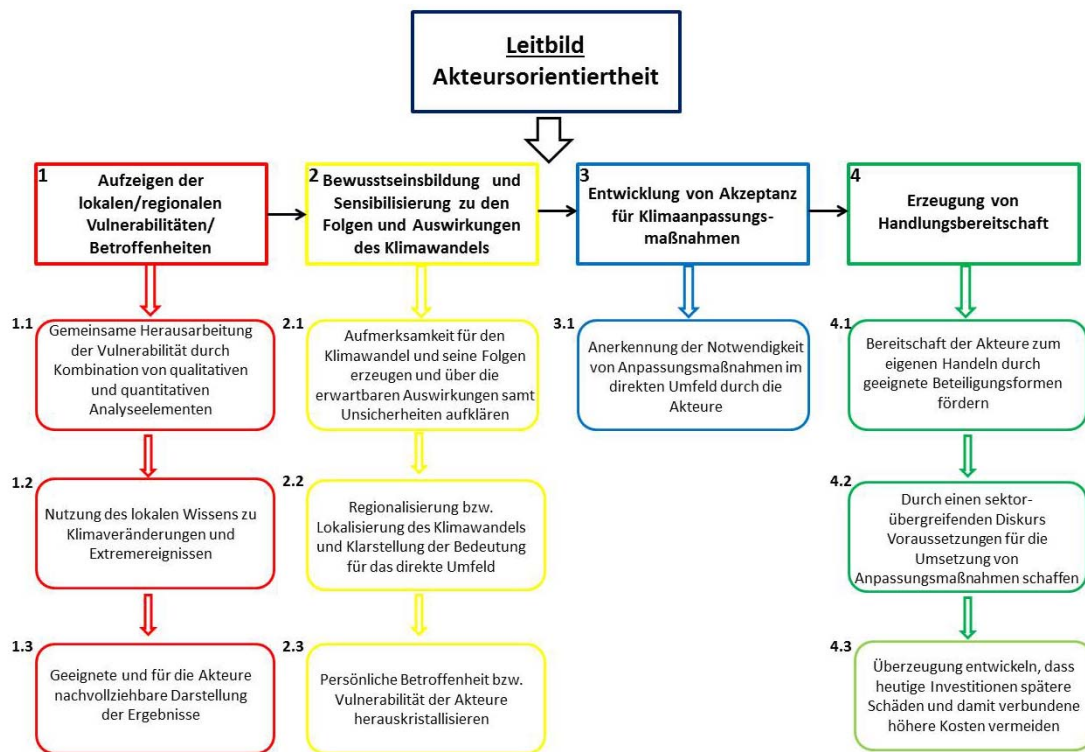 Leitbild
Akteursorientiertheit
1
Aufzeigen der
lokalen/regionalen
Vulnerabilitäten/
Betroffenheiten
2
Bewusstseinsbildung und
Sensibilisierung zu den
Folgen und Auswirkungen
des Klimawandels
3
Entwicklung von Akzeptanz
für Klimaanpassungs-
maßnahmen
4
Erzeugung von
Handlungsbereitschaft
1.1
Gemeinsame Herausarbeitung
der Vulnerabilität durch
Kombination von qualitativen
und quantitativen
Analyseelementen
2.1
Aufmerksamkeit für den
Klimawandel und seine Folgen
erzeugen und über die
erwartbaren Auswirkungen samt
Unsicherheiten aufklären
3.1
Anerkennung der Notwendigkeit
von Anpassungsmaßnahmen im
direkten Umfeld durch die
Akteure
4.1
Bereitschaft der Akteure zum
eigenen Handeln durch
geeignete Beteiligungsformen
fördern
1.2
Nutzung des lokalen Wissens zu
Klimaveränderungen und
Extremereignissen
2.2
Regionalisierung bzw.
Lokalisierung des Klimawandels
und Klarstellung der Bedeutung
für das direkte Umfeld
4.2
Durch einen sektor-
übergreifenden Diskurs
Voraussetzungen für die
Umsetzung von
Anpassungsmaßnahmen schaffen
1.3
Geeignete und für die Akteure
nachvollziehbare Darstellung
der Ergebnisse
2.3
Persönliche Betroffenheit bzw.
Vulnerabilität der Akteure
herauskristallisieren
4.3
Überzeugung entwickeln, dass
heutige Investitionen spätere
Schäden und damit verbundene
höhere Kosten vermeiden